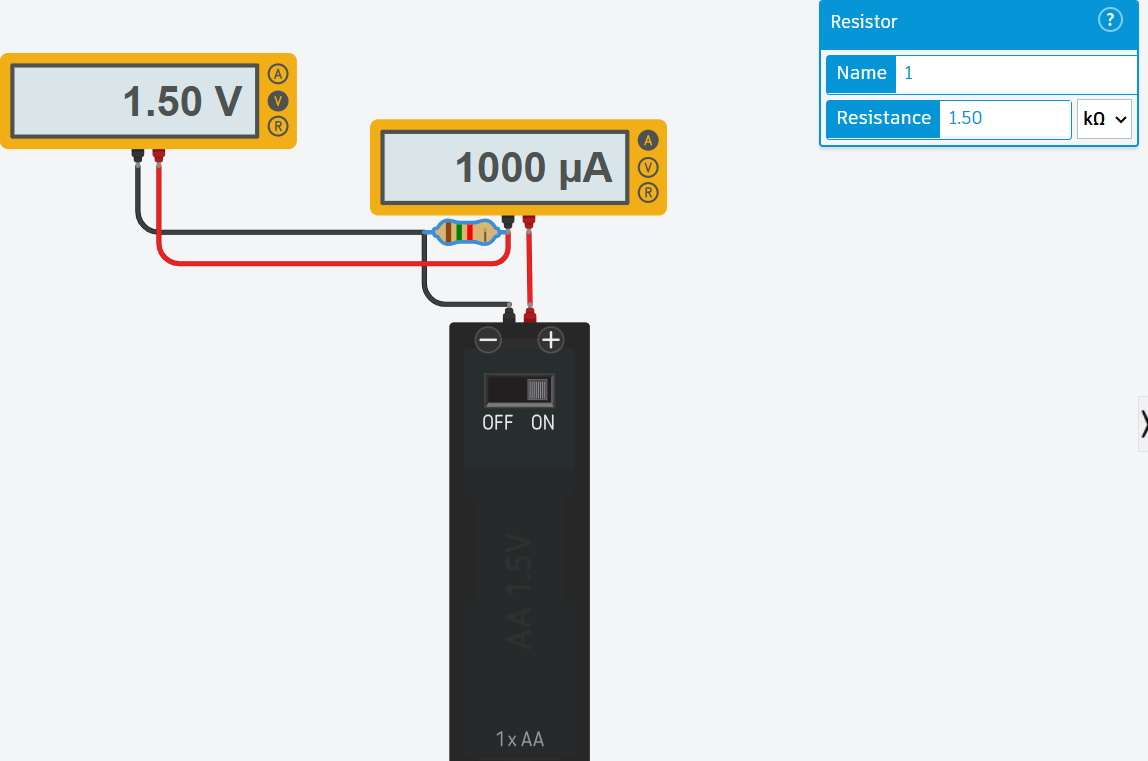 Resistor
?
Name 1
Resistance 1.50 kΩ
1.50 V
A
V
R
1000 µA
A
V
R
OFF ON
AA 1.5V
1x AA